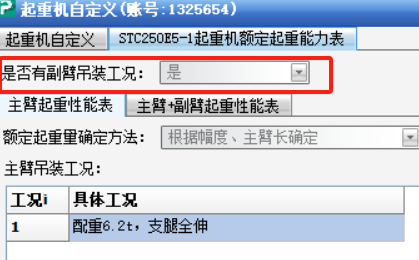 起重机自定义(账号:1325654)
起重机自定义 STC250E5-1起重机额定起重能力表
是否有副臂吊装工况: 是
主臂起重性能表 主臂+副臂起重性能表
额定起重量确定方法: 根据幅度、主臂长确定
主臂吊装工况:
工况i 具体工况
1 配重6.2t，支腿全伸